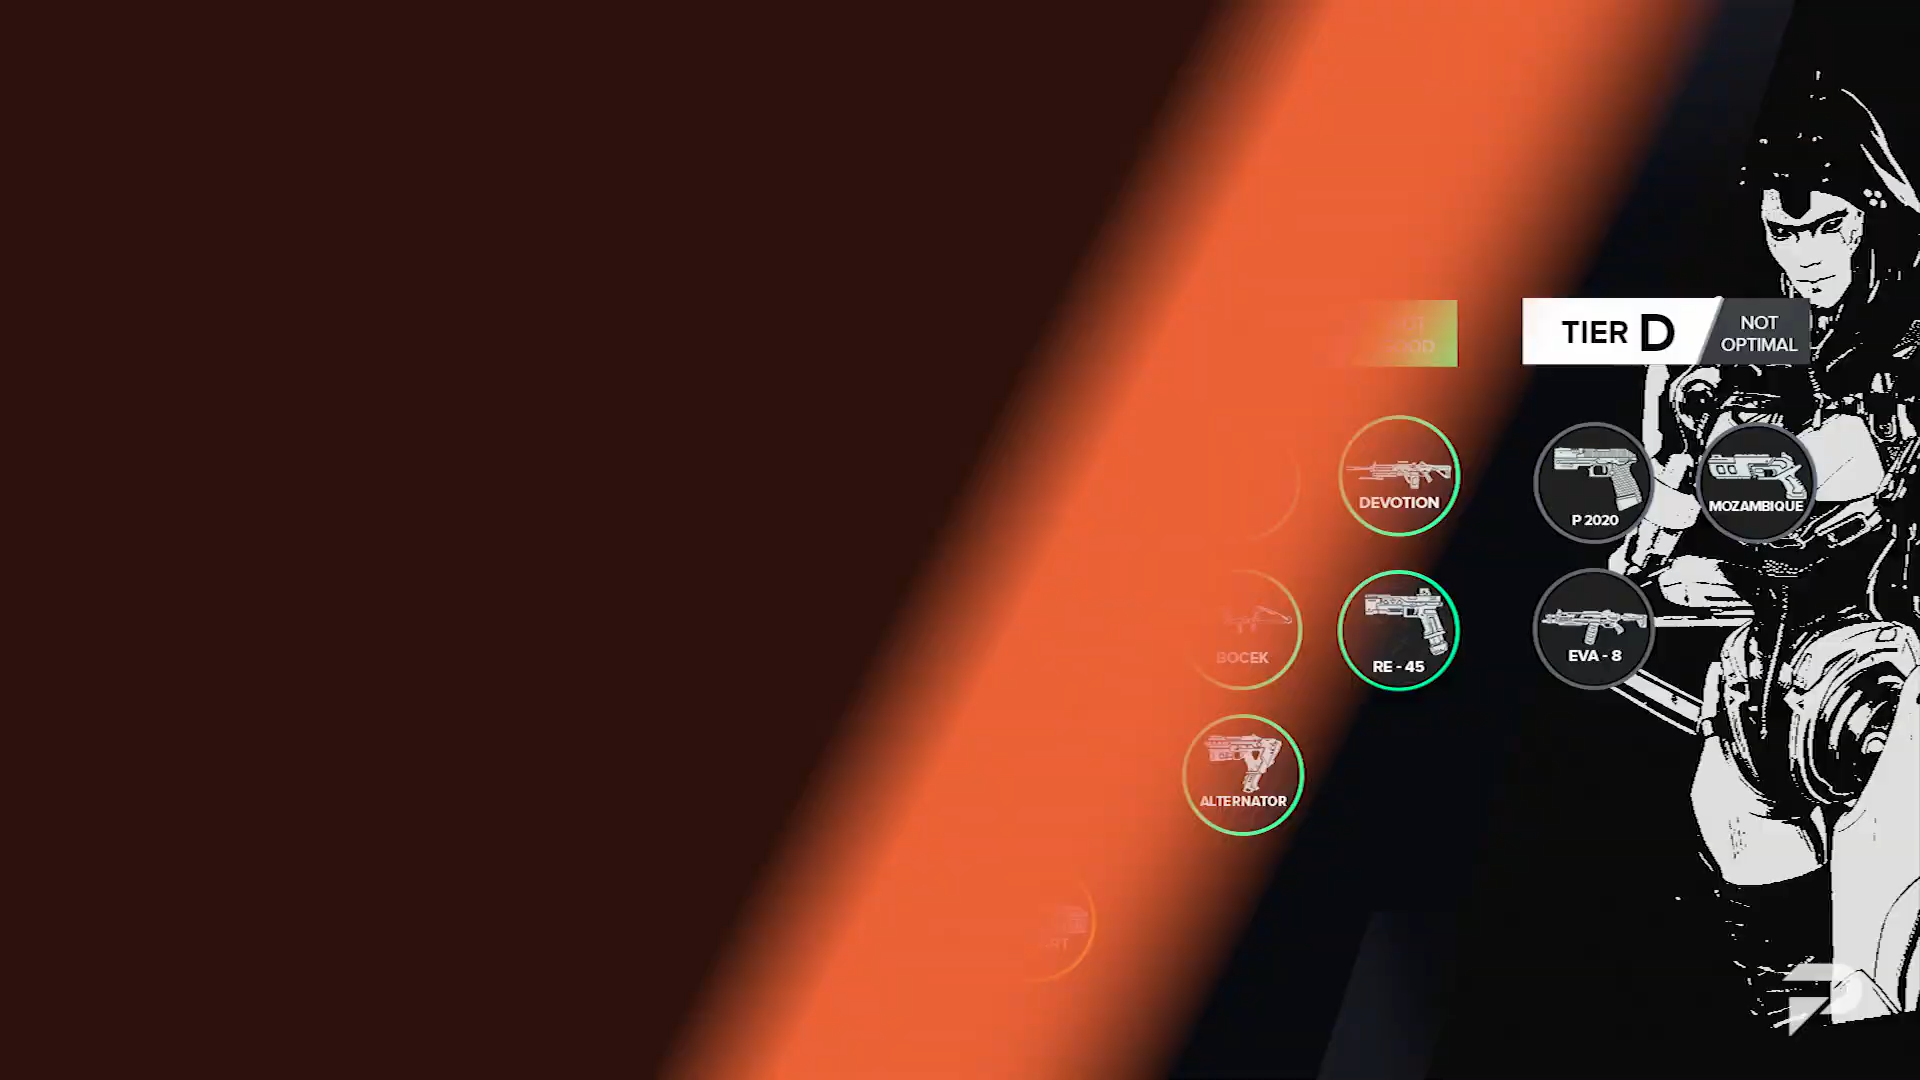 TIER D
NOT
OPTIMAL
DEVOTION
P 2020
MOZAMBIQUE
BOCEK
RE - 45
EVA - 8
ALTERNATOR